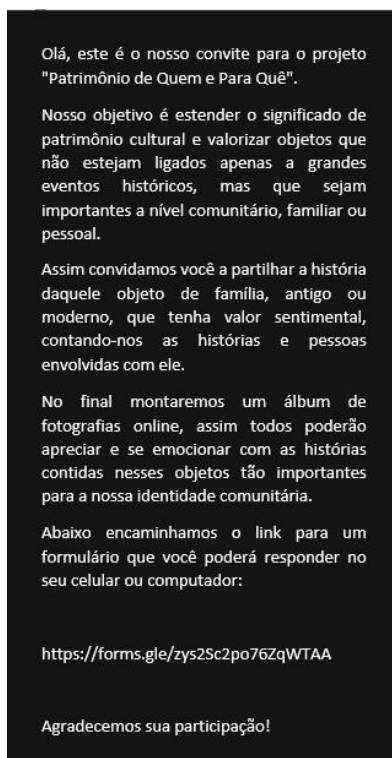 Olá, este é o nosso convite para o projeto
"Patrimônio de Quem e Para Quê".
Nosso objetivo é estender o significado de
patrimônio cultural e valorizar objetos que
não estejam ligados apenas a grandes
eventos históricos, mas que sejam
importantes a nível comunitário, familiar ou
pessoal.
Assim convidamos você a partilhar a história
daquele objeto de família, antigo ou
moderno, que tenha valor sentimental,
contando-nos as histórias e pessoas
envolvidas com ele.
No final montaremos um álbum de
fotografias online, assim todos poderão
apreciar e se emocionar com as histórias
contidas nesses objetos tão importantes
para a nossa identidade comunitária.
Abaixo encaminhamos o link para um
formulário que você poderá responder no
seu celular ou computador:
https://forms.gle/zys2Sc2po76ZqWTAA
Agradecemos sua participação!